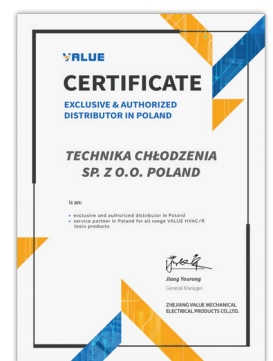 VALUE
CERTIFICATE
EXCLUSIVE & AUTHORIZED
DISTRIBUTOR IN POLAND
TECHNIKA CHŁODZENIA
SP. Z O.O. POLAND
Is an:
• exclusive and authorized distributor in Poland
• service partner in Poland for all range VALUE HVAC/R
tools products
Jiang Yourong
General Manager
ZHEJIANG VALUE MECHANICAL
ELECTRICAL PRODUCTS CO.,LTD.